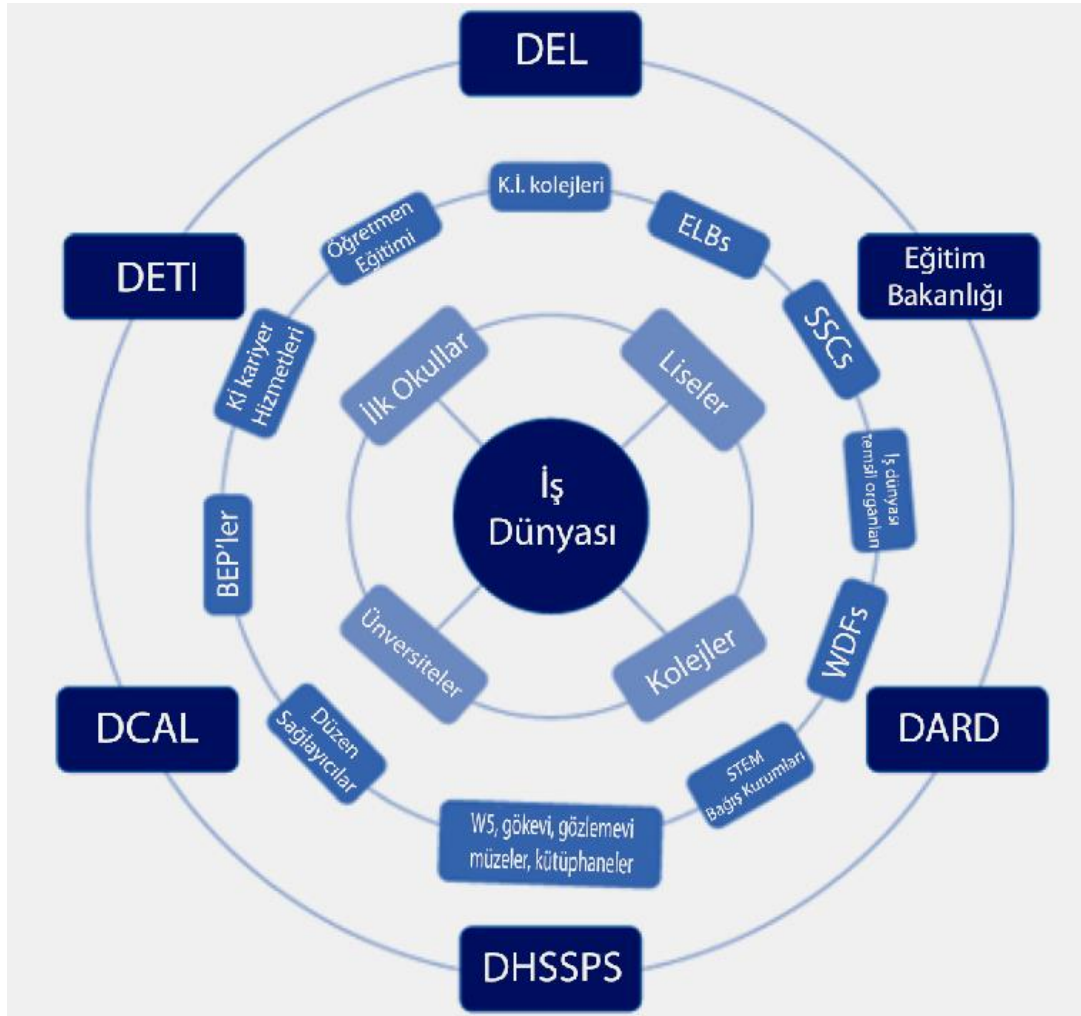 DEL
K.İ. kolejleri
Öğretmen
Eğitimi
ELBs
DETI
Eğitim
Bakanlığı
Kİ kariyer
Hizmetleri
SSCs
İlk Okullar
Liseler
İş
Dünyası
İş dünyası
temsil organları
BEP'ler
Ünversiteler
Kolejler
WDFs
DCAL
Düzen
Sağlayıcılar
DARD
STEM
Bağış Kurumları
W5, gökevi, gözlemevi
müzeler, kütüphaneler
DHSSPS